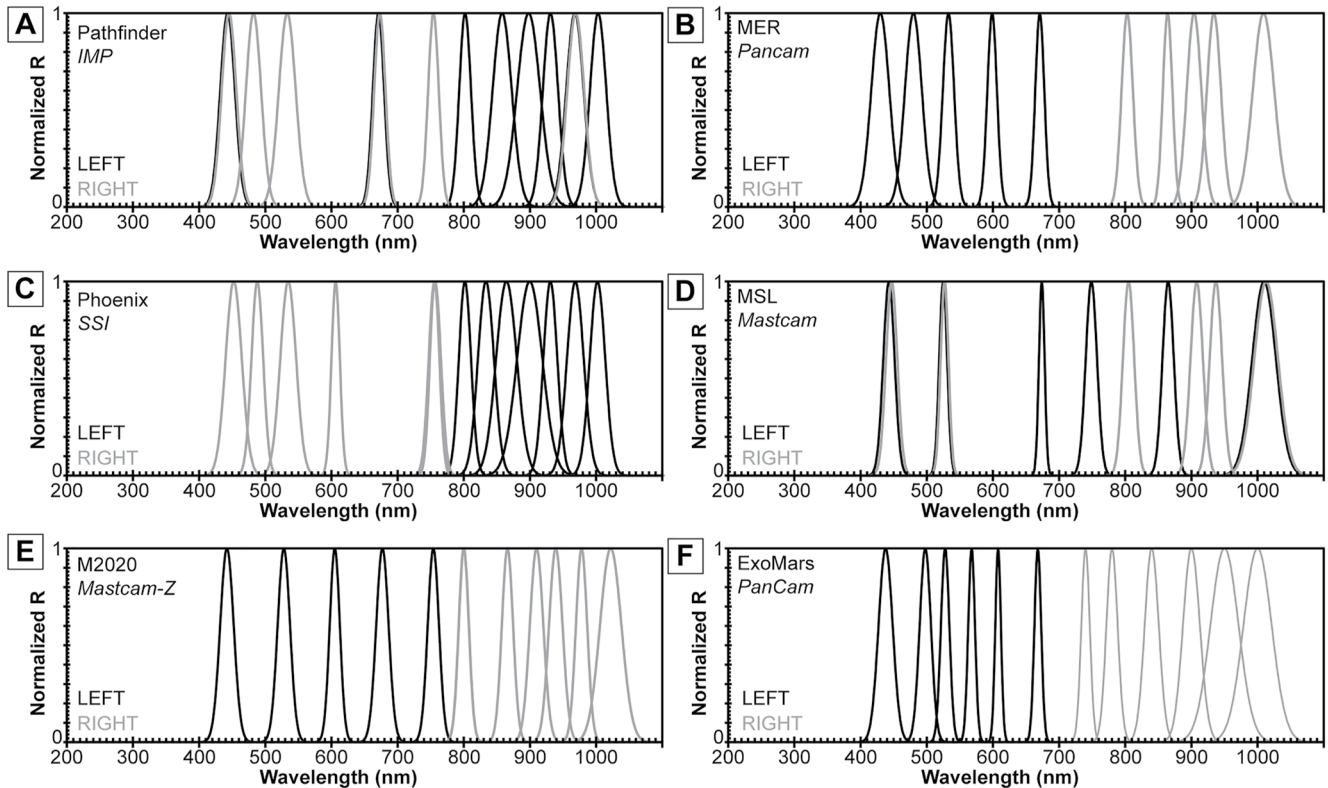 A
Pathfinder
IMP
LEFT
RIGHT
Normalized R
1
0
200 300 400 500 600 700 800 900 1000
Wavelength (nm)
B
MER
Pancam
LEFT
RIGHT
Normalized R
1
0
200 300 400 500 600 700 800 900 1000
Wavelength (nm)
C
Phoenix
SSI
LEFT
RIGHT
Normalized R
1
0
200 300 400 500 600 700 800 900 1000
Wavelength (nm)
D
MSL
Mastcam
LEFT
RIGHT
Normalized R
1
0
200 300 400 500 600 700 800 900 1000
Wavelength (nm)
E
M2020
Mastcam-Z
LEFT
RIGHT
Normalized R
1
0
200 300 400 500 600 700 800 900 1000
Wavelength (nm)
F
ExoMars
PanCam
LEFT
RIGHT
Normalized R
1
0
200 300 400 500 600 700 800 900 1000
Wavelength (nm)